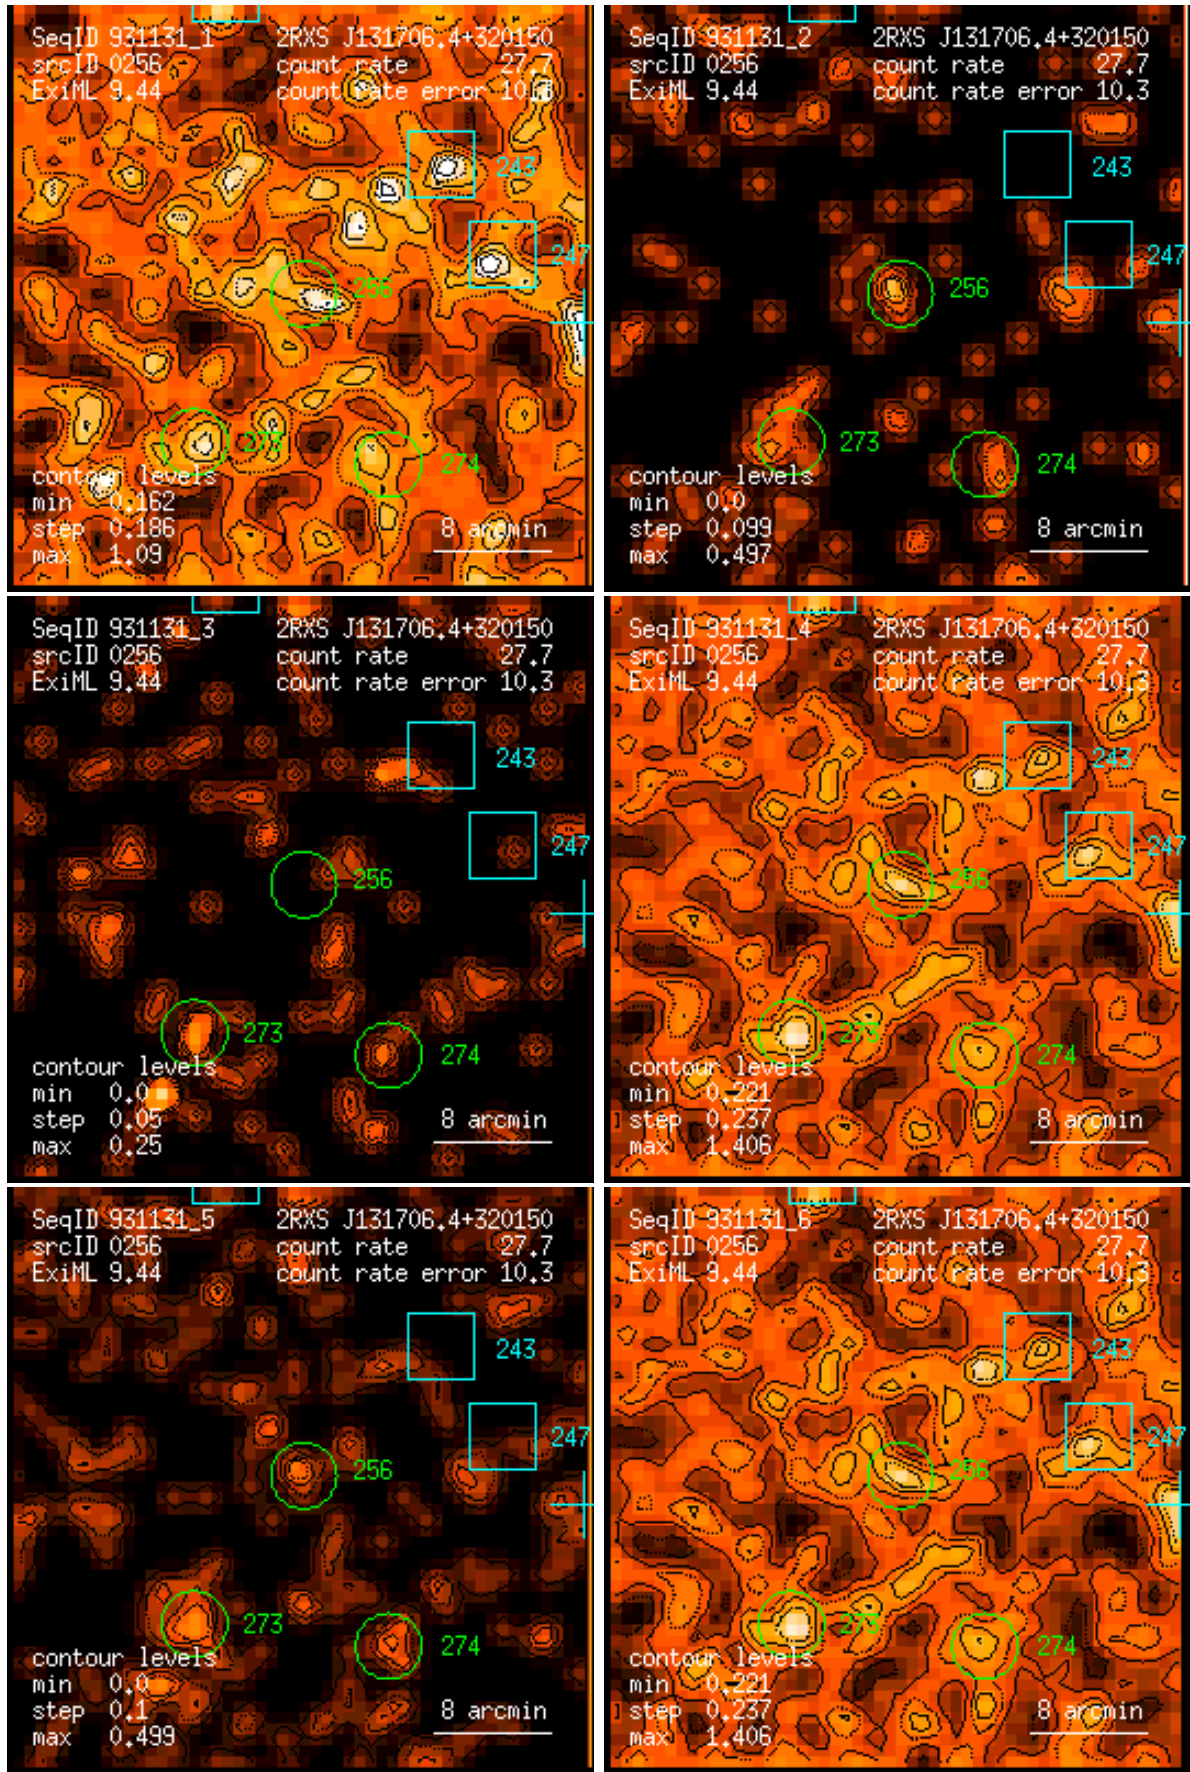 SeqID 931131_1 2RXS J131706.4+320150
srcID 0256 count rate 27.7
ExiML 9.44 count rate error 10.3
243
247
256
273
274
contour levels
min 0.162
step 0.186
max 1.09
8 arcmin
SeqID 931131_2 2RXS J131706.4+320150
srcID 0256 count rate 27.7
ExiML 9.44 count rate error 10.3
243
247
256
273
274
contour levels
min 0.0
step 0.099
max 0.497
8 arcmin
SeqID 931131_3 2RXS J131706.4+320150
srcID 0256 count rate 27.7
ExiML 9.44 count rate error 10.3
243
247
256
273
274
contour levels
min 0.0
step 0.05
max 0.25
8 arcmin
SeqID 931131_4 2RXS J131706.4+320150
srcID 0256 count rate 27.7
ExiML 9.44 count rate error 10.3
243
247
256
273
274
contour levels
min 0.221
step 0.237
max 1.406
8 arcmin
SeqID 931131_5 2RXS J131706.4+320150
srcID 0256 count rate 27.7
ExiML 9.44 count rate error 10.3
243
247
256
273
274
contour levels
min 0.0
step 0.1
max 0.499
8 arcmin
SeqID 931131_6 2RXS J131706.4+320150
srcID 0256 count rate 27.7
ExiML 9.44 count rate error 10.3
243
247
256
273
274
contour levels
min 0.221
step 0.237
max 1.406
8 arcmin